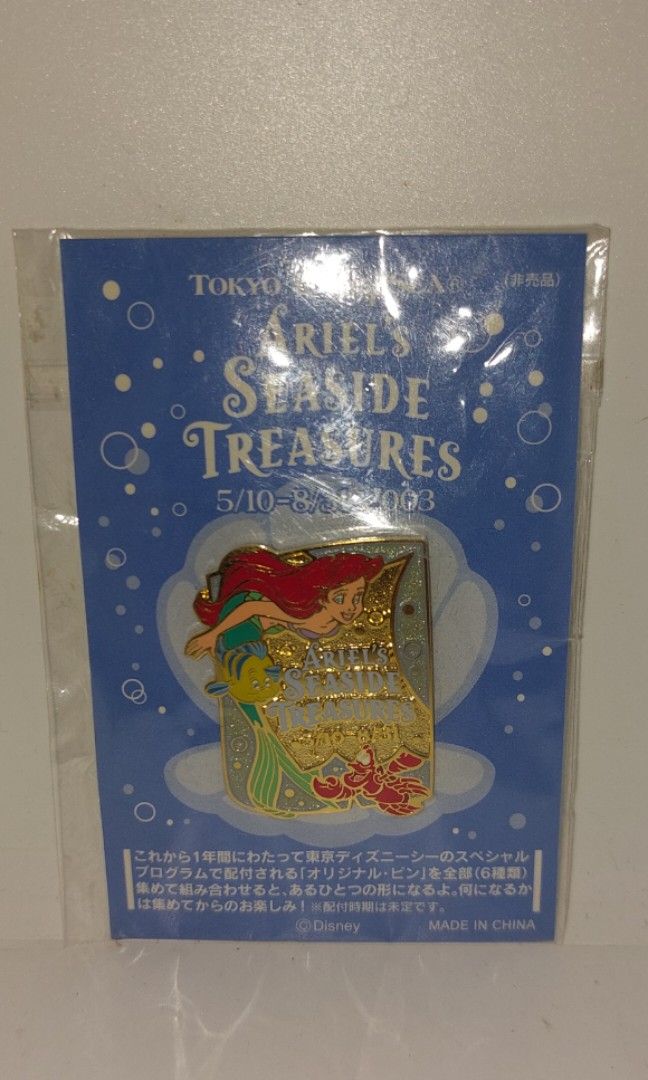 TOKYO
(非売品)
ARIEL'S
SEASIDE
TREASURES
5/10-8/ 2003
ARIEL'S
SEASIDE
TREASURES
これから1年間にわたって東京ディズニーシーのスペシャル
プログラムで配付される「オリジナル・ピン」を全部(6種類)
集めて組み合わせると、あるひとつの形になるよ。何になるか
は集めてからのお楽しみ!※配付時期は未定です。
©Disney
MADE IN CHINA